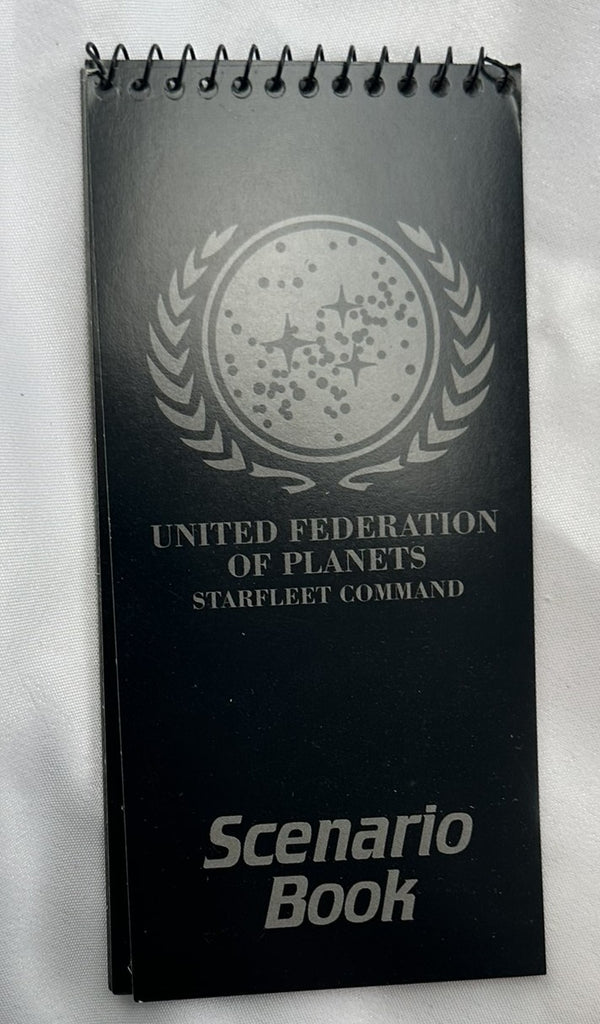 UNITED FEDERATION
OF PLANETS
STARFLEET COMMAND
Scenario
Book